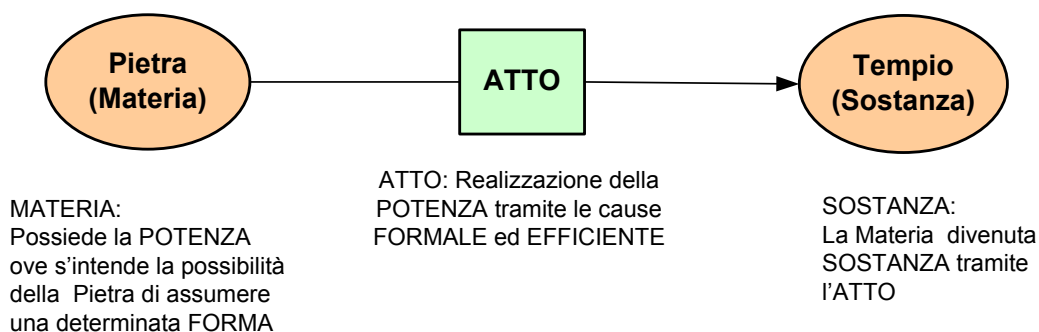 Pietra
(Materia)
ATTO
Tempio
(Sostanza)
MATERIA:
Possiede la POTENZA
ove s'intende la possibilità
della Pietra di assumere
una determinata FORMA
ATTO: Realizzazione della
POTENZA tramite le cause
FORMALE ed EFFICIENTE
SOSTANZA:
La Materia divenuta
SOSTANZA tramite
l'ATTO